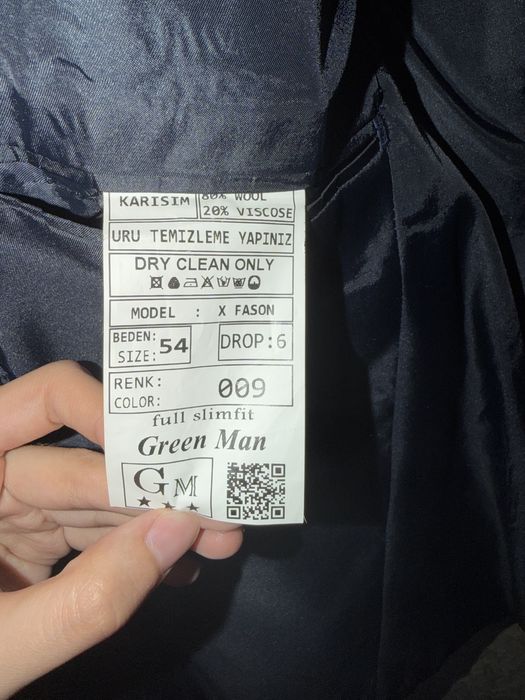 KARISIM
80% WOOL
20% VISCOSE
URU TEMIZLEME YAPINIZ
DRY CLEAN ONLY
MODEL : X FASON
BEDEN:
SIZE: 54
DROP:6
RENK:
COLOR: 009
full slimfit
Green Man
GM